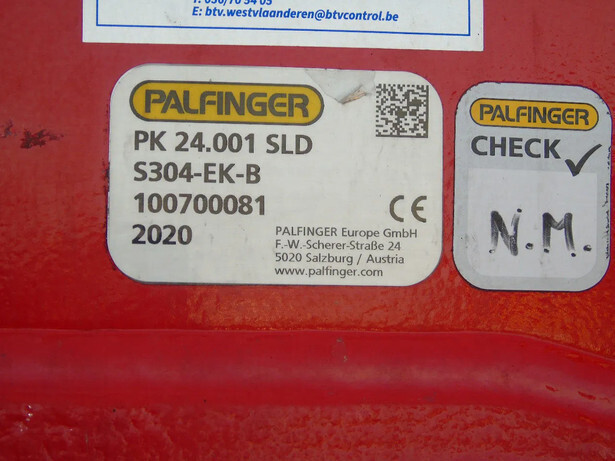 E: btv.westvlaanderen@btvcontrol.be
PALFINGER
PK 24.001 SLD
S304-EK-B
100700081
2020
CE
PALFINGER Europe GmbH
F.-W.-Scherer-Straße 24
5020 Salzburg / Austria
www.palfinger.com
PALFINGER
CHECK
N.M.